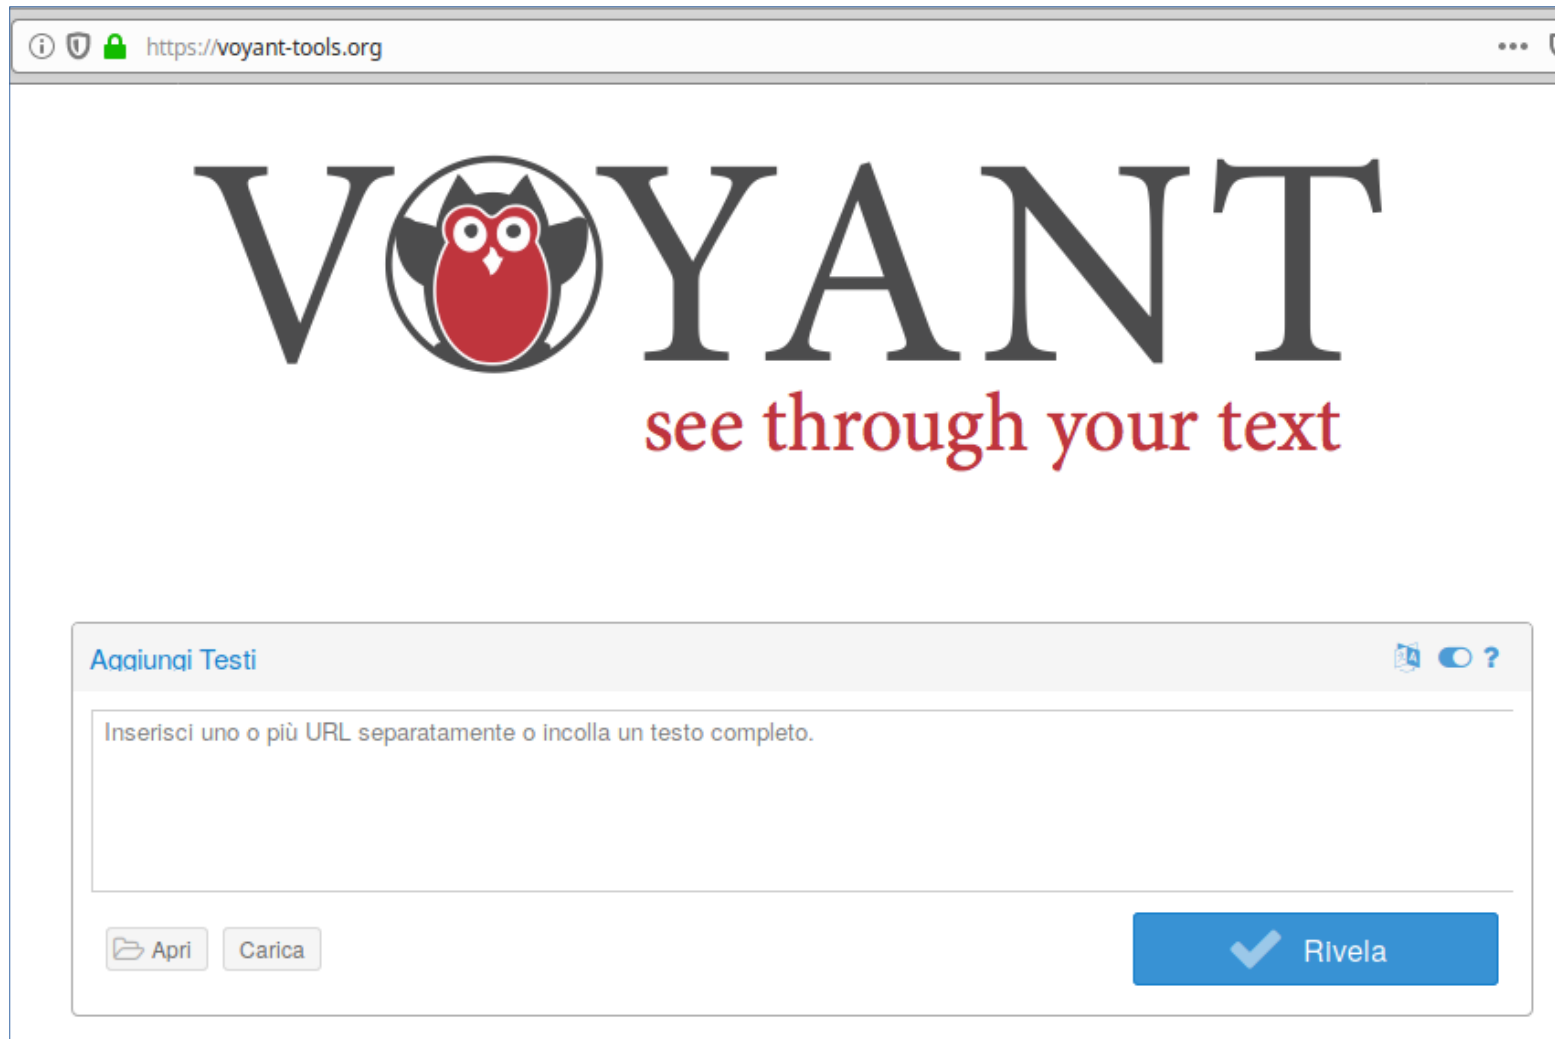 https://voyant-tools.org
VOYANT
see through your text
Aggiungi Testi
?
Inserisci uno o più URL separatamente o incolla un testo completo.
Apri
Carica
Rivela